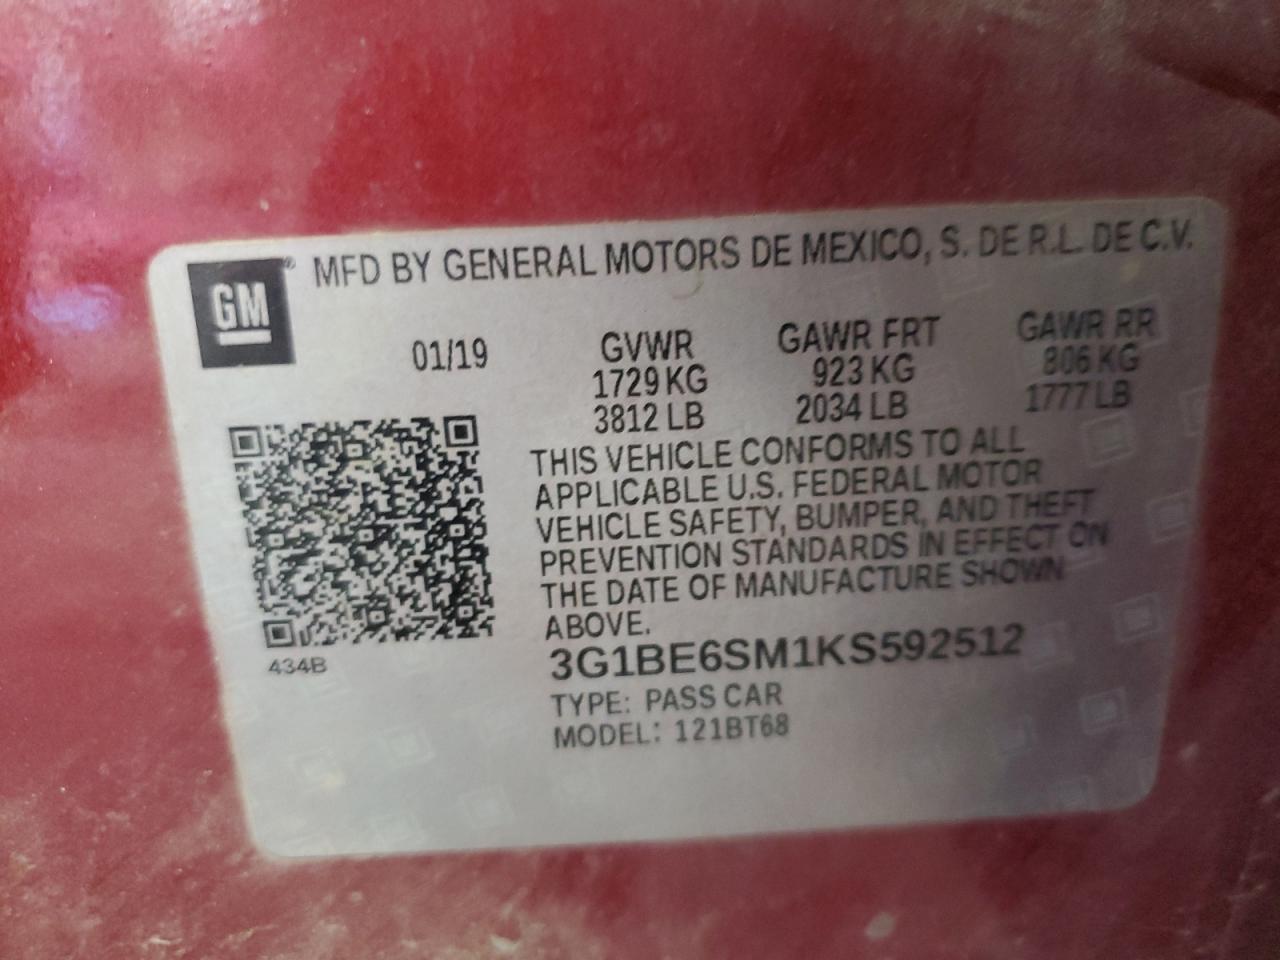 GM
MFD BY GENERAL MOTORS DE MEXICO, S. DE R.L. DE C.V.
01/19 GVWR GAWR FRT GAWR RR
1729 KG 923 KG 806 KG
3812 LB 2034 LB 1777 LB
THIS VEHICLE CONFORMS TO ALL
APPLICABLE U.S. FEDERAL MOTOR
VEHICLE SAFETY, BUMPER, AND THEFT
PREVENTION STANDARDS IN EFFECT ON
THE DATE OF MANUFACTURE SHOWN
ABOVE.
434B
3G1BE6SM1KS592512
TYPE: PASS CAR
MODEL: 121BT68